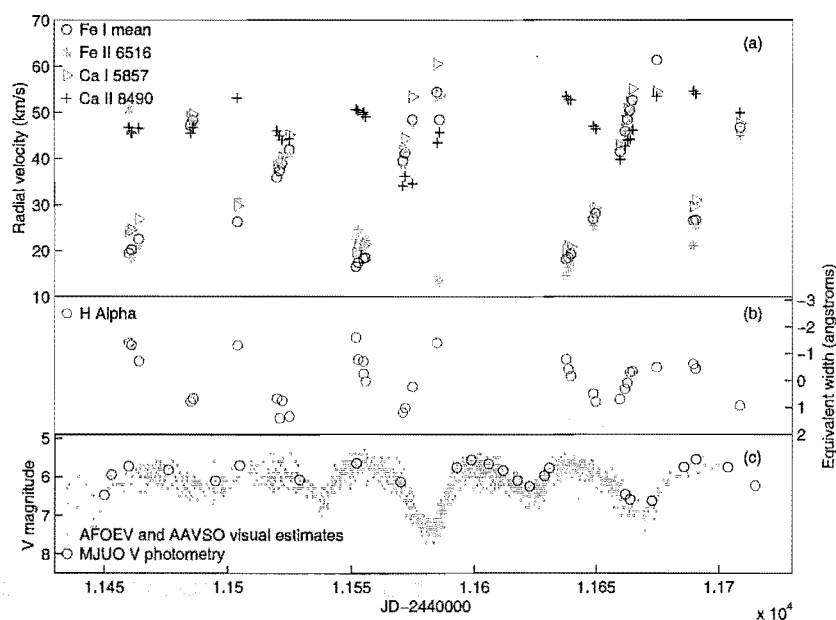 70
60
50
40
30
20
10
Radial velocity (km/s)
Fe I mean
Fe II 6516
Ca I 5857
Ca II 8490
(a)
H Alpha
(b)
-3
-2
-1
0
1
2
Equivalent width (angstroms)
5
6
7
8
V magnitude
(c)
AFOEV and AAVSO visual estimates
MJUO V photometry
1.145 1.15 1.155 1.16 1.165 1.17
JD-2440000
x 10⁴